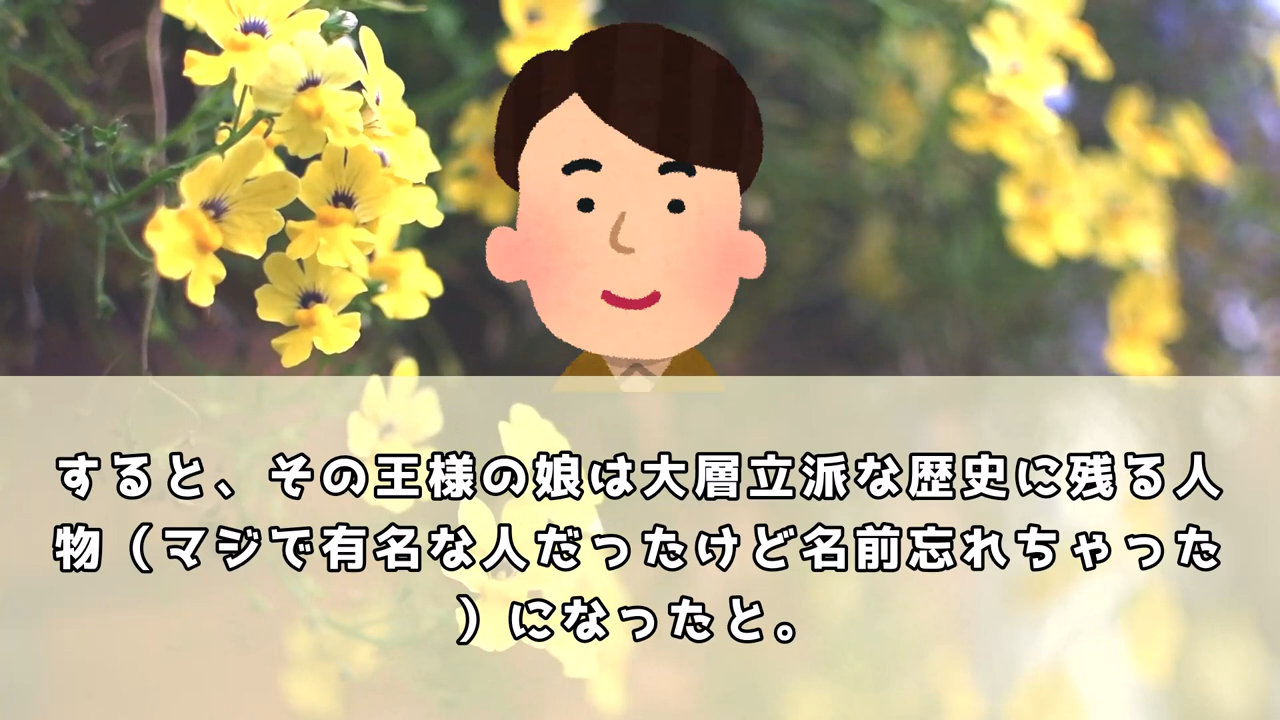 すると、その王様の娘は大層立派な歴史に残る人
物（マジで有名な人だったけど名前忘れちゃった
）になったと。